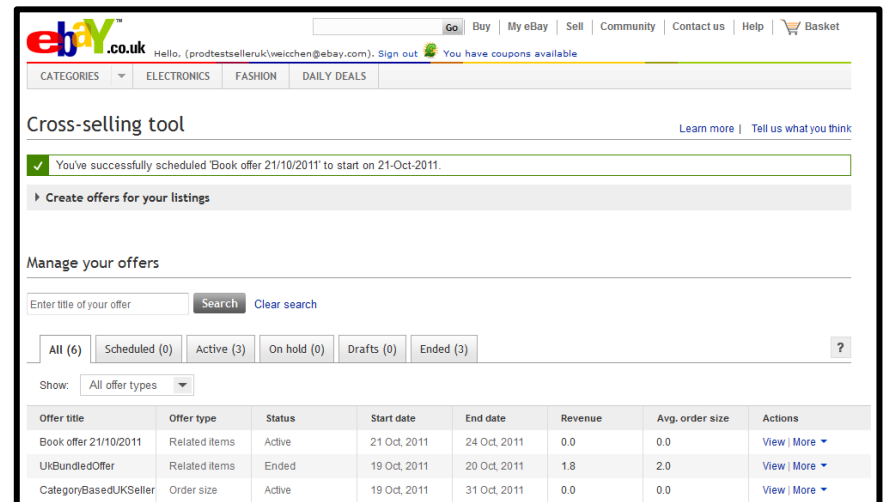 Go Buy My eBay Sell Community Contact us Help Basket
ebay™.co.uk Hello, (prodtestselleruk\weicchen@ebay.com). Sign out You have coupons available
CATEGORIES ELECTRONICS FASHION DAILY DEALS
Cross-selling tool Learn more | Tell us what you think
You've successfully scheduled 'Book offer 21/10/2011' to start on 21-Oct-2011.
Create offers for your listings
Manage your offers
Enter title of your offer Search Clear search
All (6) Scheduled (0) Active (3) On hold (0) Drafts (0) Ended (3) ?
Show: All offer types
Offer title Offer type Status Start date End date Revenue Avg. order size Actions
Book offer 21/10/2011 Related items Active 21 Oct, 2011 24 Oct, 2011 0.0 0.0 View | More
UkBundledOffer Related items Ended 19 Oct, 2011 20 Oct, 2011 1.8 2.0 View | More
CategoryBasedUKSeller Order size Active 19 Oct, 2011 31 Oct, 2011 0.0 0.0 View | More